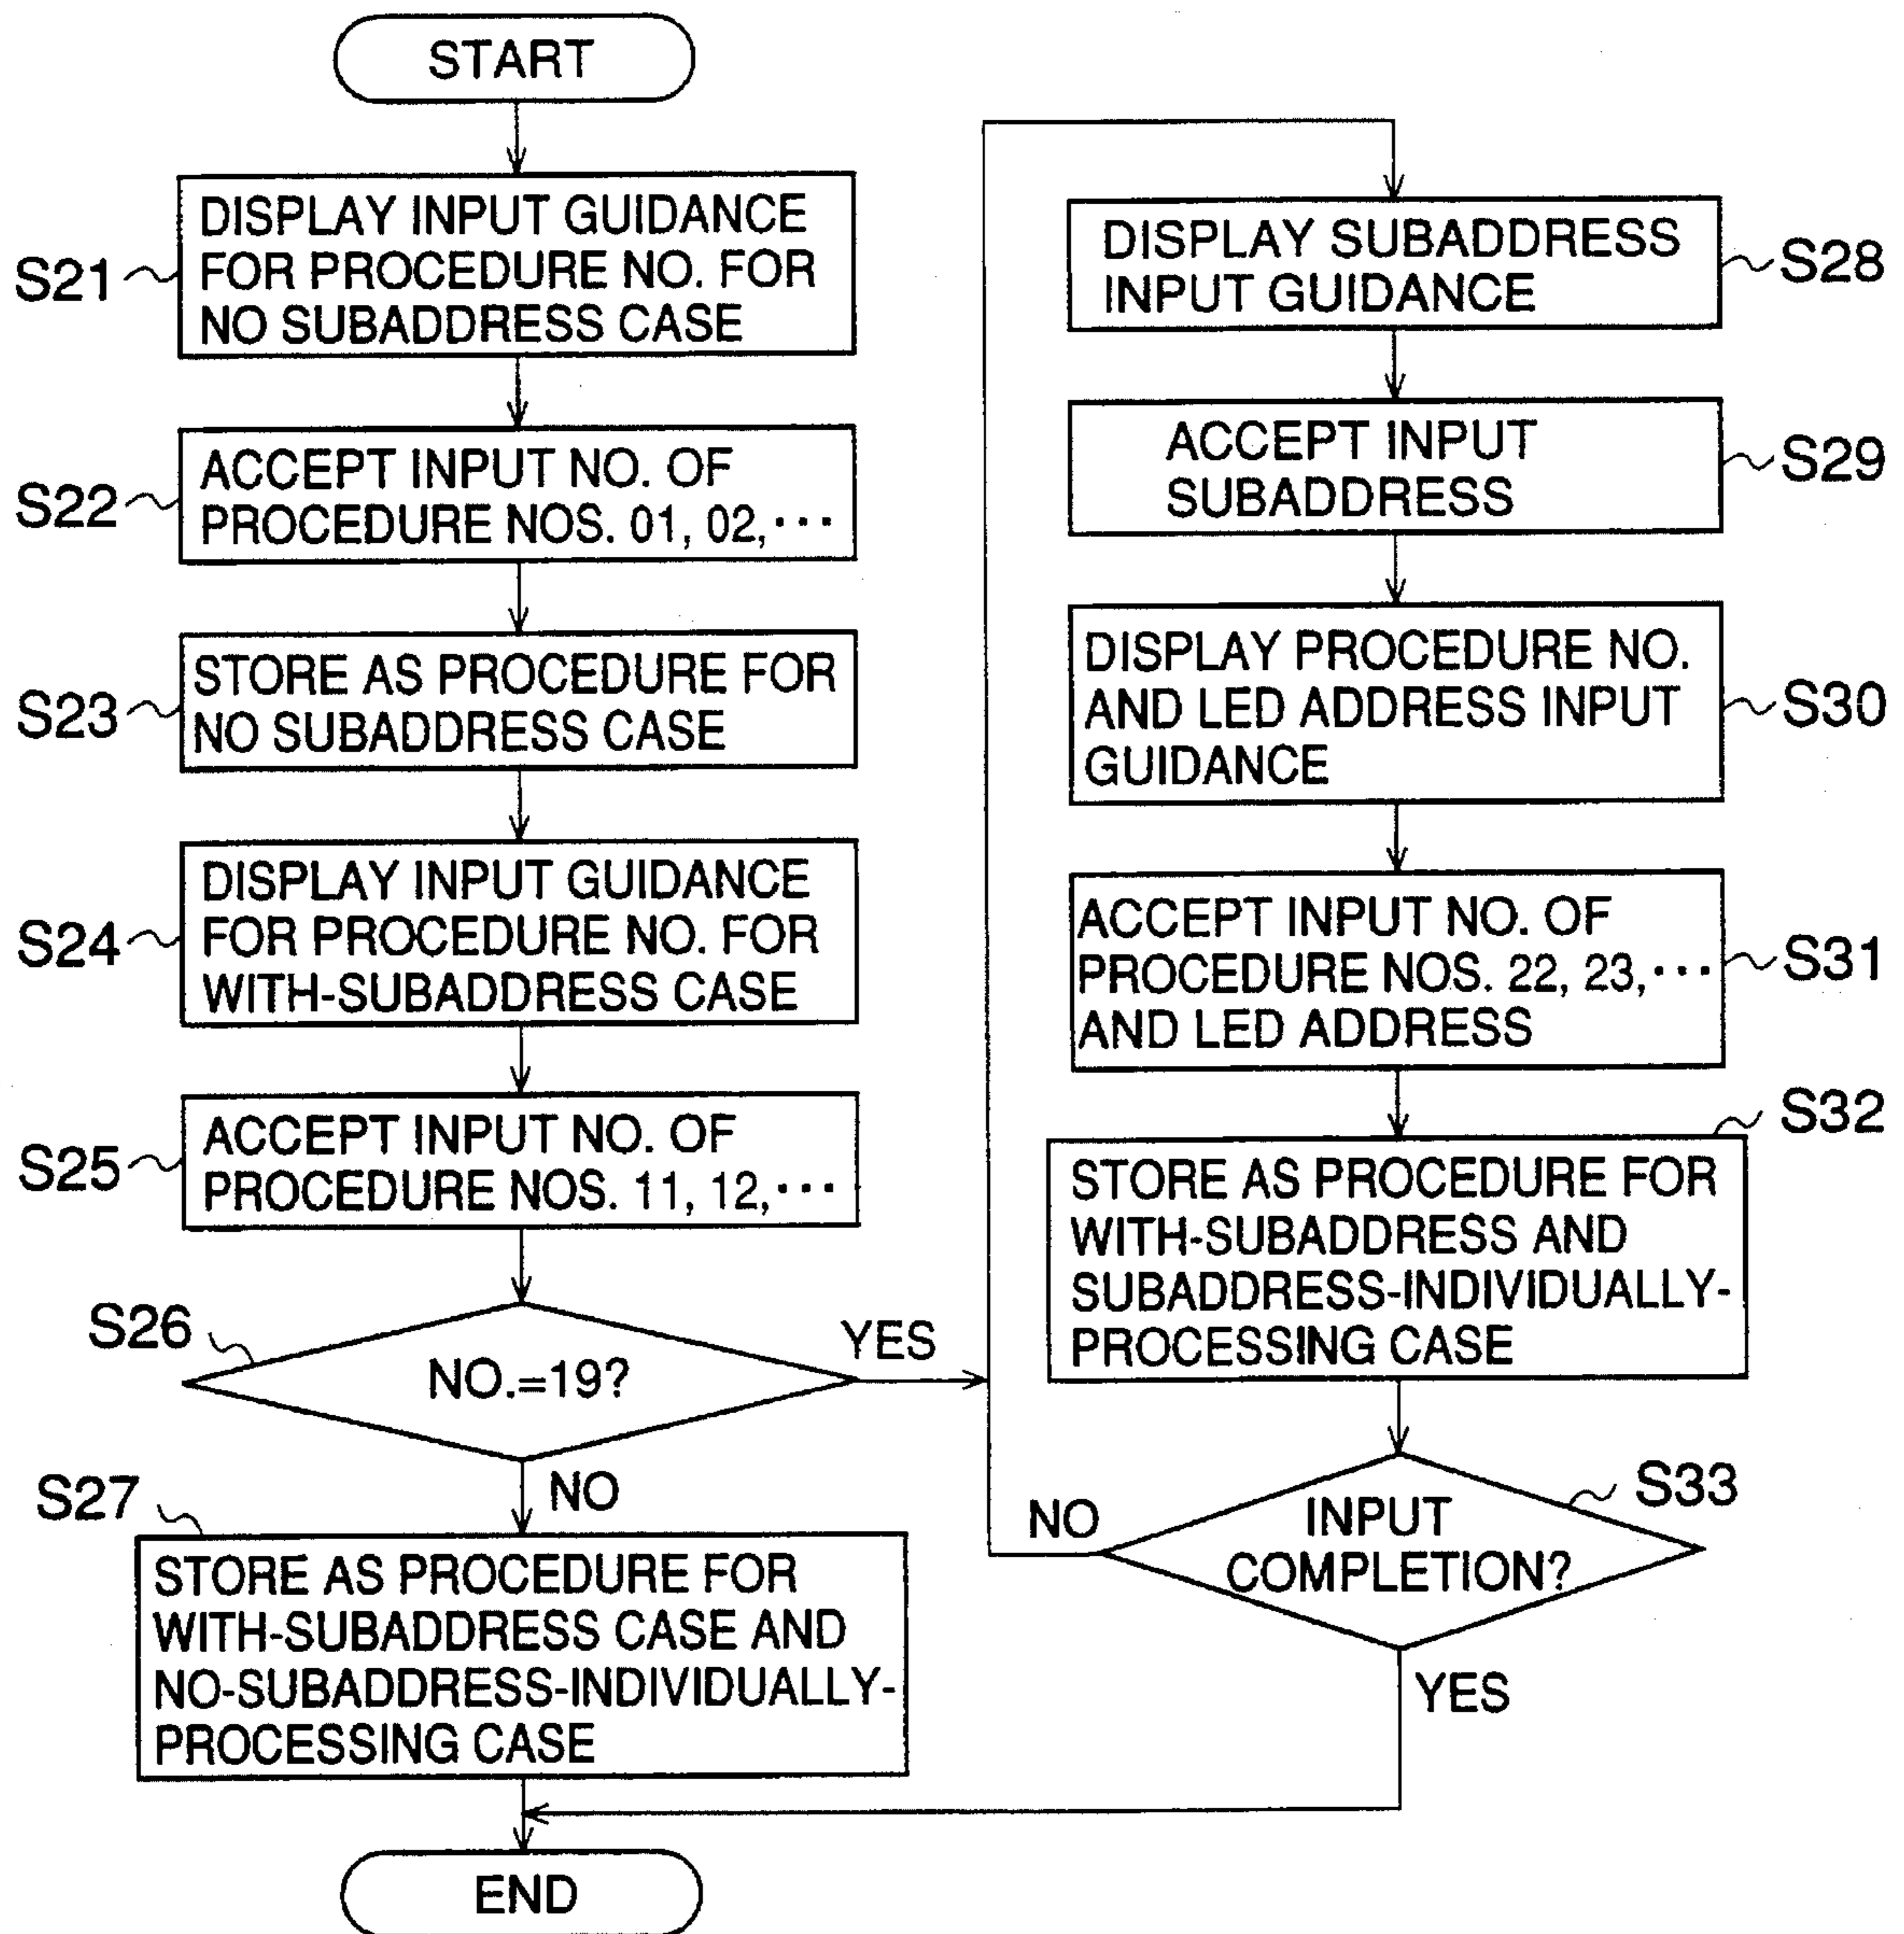 START
S21
DISPLAY INPUT GUIDANCE
FOR PROCEDURE NO. FOR
NO SUBADDRESS CASE
S22
ACCEPT INPUT NO. OF
PROCEDURE NOS. 01, 02, ···
S23
STORE AS PROCEDURE FOR
NO SUBADDRESS CASE
S24
DISPLAY INPUT GUIDANCE
FOR PROCEDURE NO. FOR
WITH-SUBADDRESS CASE
S25
ACCEPT INPUT NO. OF
PROCEDURE NOS. 11, 12, ···
S26
NO.=19?
YES
NO
S27
STORE AS PROCEDURE FOR
WITH-SUBADDRESS CASE AND
NO-SUBADDRESS-INDIVIDUALLY-
PROCESSING CASE
END
DISPLAY SUBADDRESS
INPUT GUIDANCE
S28
ACCEPT INPUT
SUBADDRESS
S29
DISPLAY PROCEDURE NO.
AND LED ADDRESS INPUT
GUIDANCE
S30
ACCEPT INPUT NO. OF
PROCEDURE NOS. 22, 23, ···
AND LED ADDRESS
S31
S32
STORE AS PROCEDURE FOR
WITH-SUBADDRESS AND
SUBADDRESS-INDIVIDUALLY-
PROCESSING CASE
S33
INPUT
COMPLETION?
NO
YES